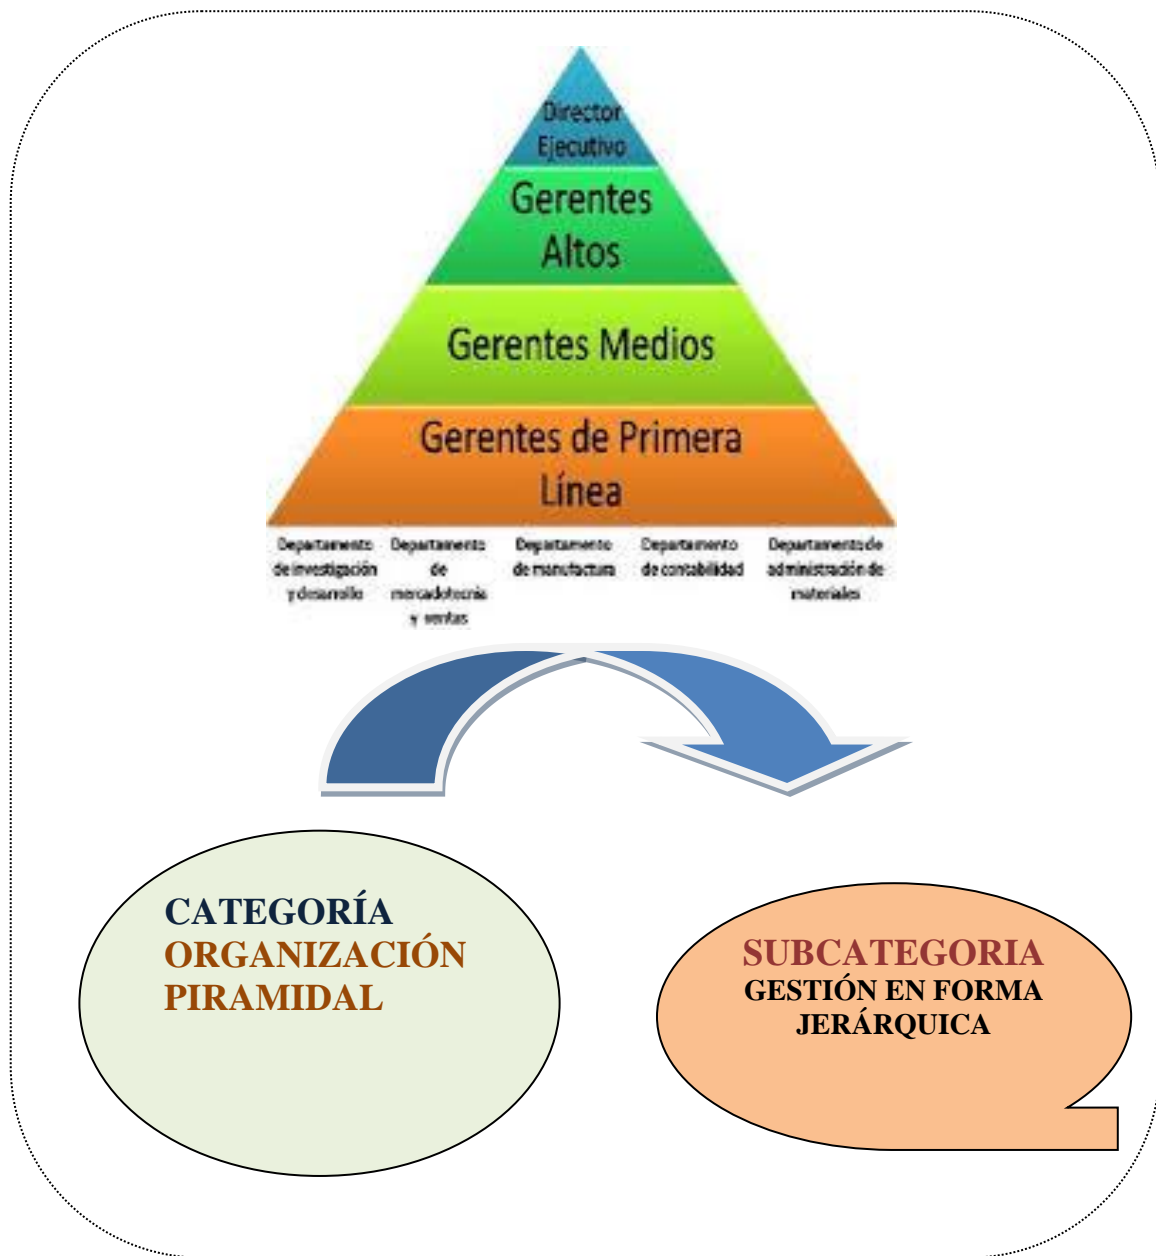 Director
Ejecutivo
Gerentes
Altos
Gerentes Medios
Gerentes de Primera
Línea
Departamento
de investigación
y desarrollo
Departamento
de
mercadotecnia
y ventas
Departamento
de manufactura
Departamento
de contabilidad
Departamento de
administración de
materiales
CATEGORÍA
ORGANIZACIÓN
PIRAMIDAL
SUBCATEGORIA
GESTIÓN EN FORMA
JERÁRQUICA